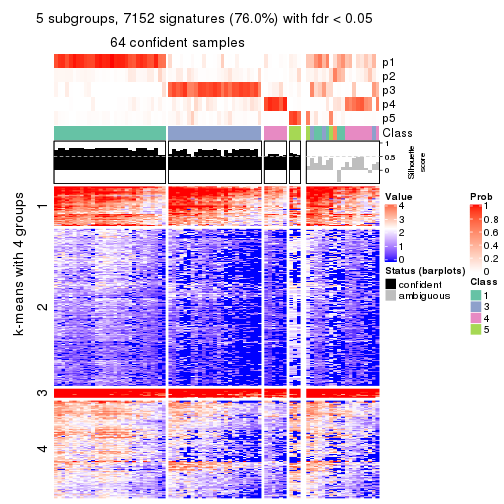 5 subgroups, 7152 signatures (76.0%) with fdr < 0.05
64 confident samples
p1
p2
p3
p4
p5
Class
1
0.5
0
Silhouette
score
k-means with 4 groups
1
2
3
4
Value
4
3
2
1
0
Status (barplots)
confident
ambiguous
Prob
1
0.8
0.6
0.4
0.2
0
Class
1
3
4
5